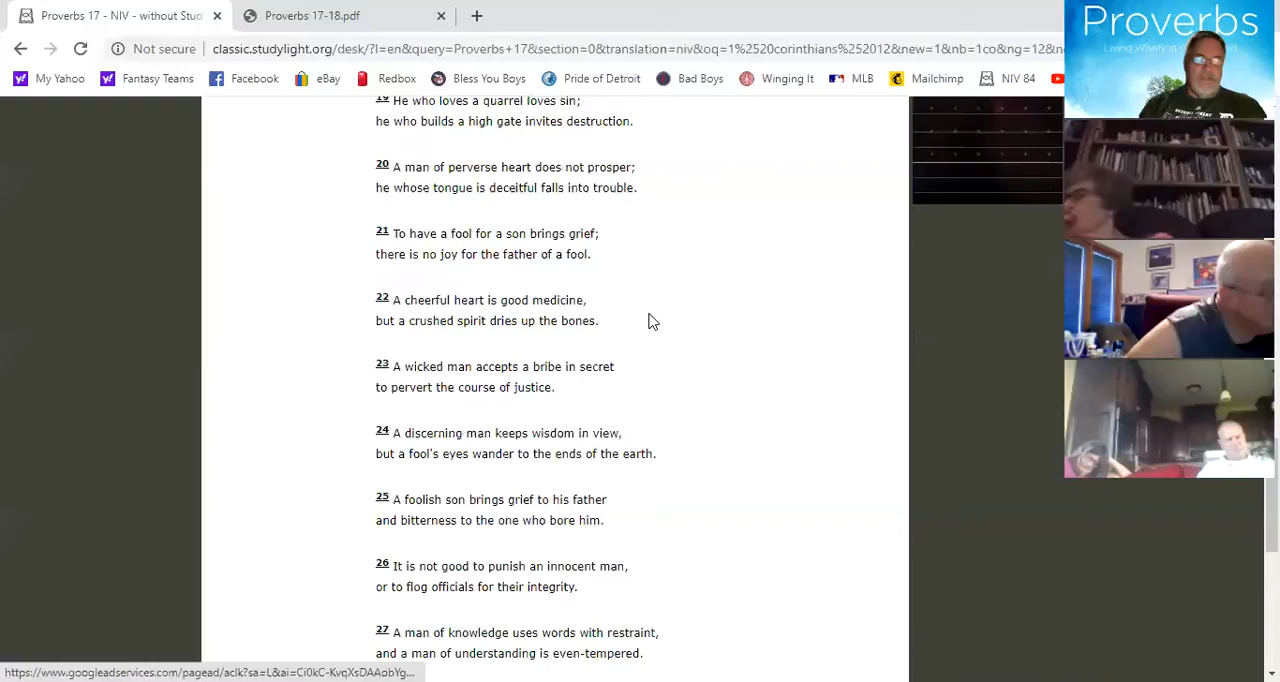 Proverbs 17 - NIV - without Stud
Proverbs 17-18.pdf
Not secure
classic.studylight.org/desk/?l=en&query=Proverbs+17&section=0&translation=niv&oq=1%2520corinthians%252012&new=1&nb=1co&ng=12&n
My Yahoo
Fantasy Teams
Facebook
eBay
Redbox
Bless You Boys
Pride of Detroit
Bad Boys
Winging It
MLB
Mailchimp
NIV 84
Proverbs
19 He who loves a quarrel loves sin;
he who builds a high gate invites destruction.
20 A man of perverse heart does not prosper;
he whose tongue is deceitful falls into trouble.
21 To have a fool for a son brings grief;
there is no joy for the father of a fool.
22 A cheerful heart is good medicine,
but a crushed spirit dries up the bones.
23 A wicked man accepts a bribe in secret
to pervert the course of justice.
24 A discerning man keeps wisdom in view,
but a fool's eyes wander to the ends of the earth.
25 A foolish son brings grief to his father
and bitterness to the one who bore him.
26 It is not good to punish an innocent man,
or to flog officials for their integrity.
27 A man of knowledge uses words with restraint,
and a man of understanding is even-tempered.
https://www.googleadservices.com/pagead/aclk?sa=L&ai=Ci0kC-KvqXsDAAobYg...